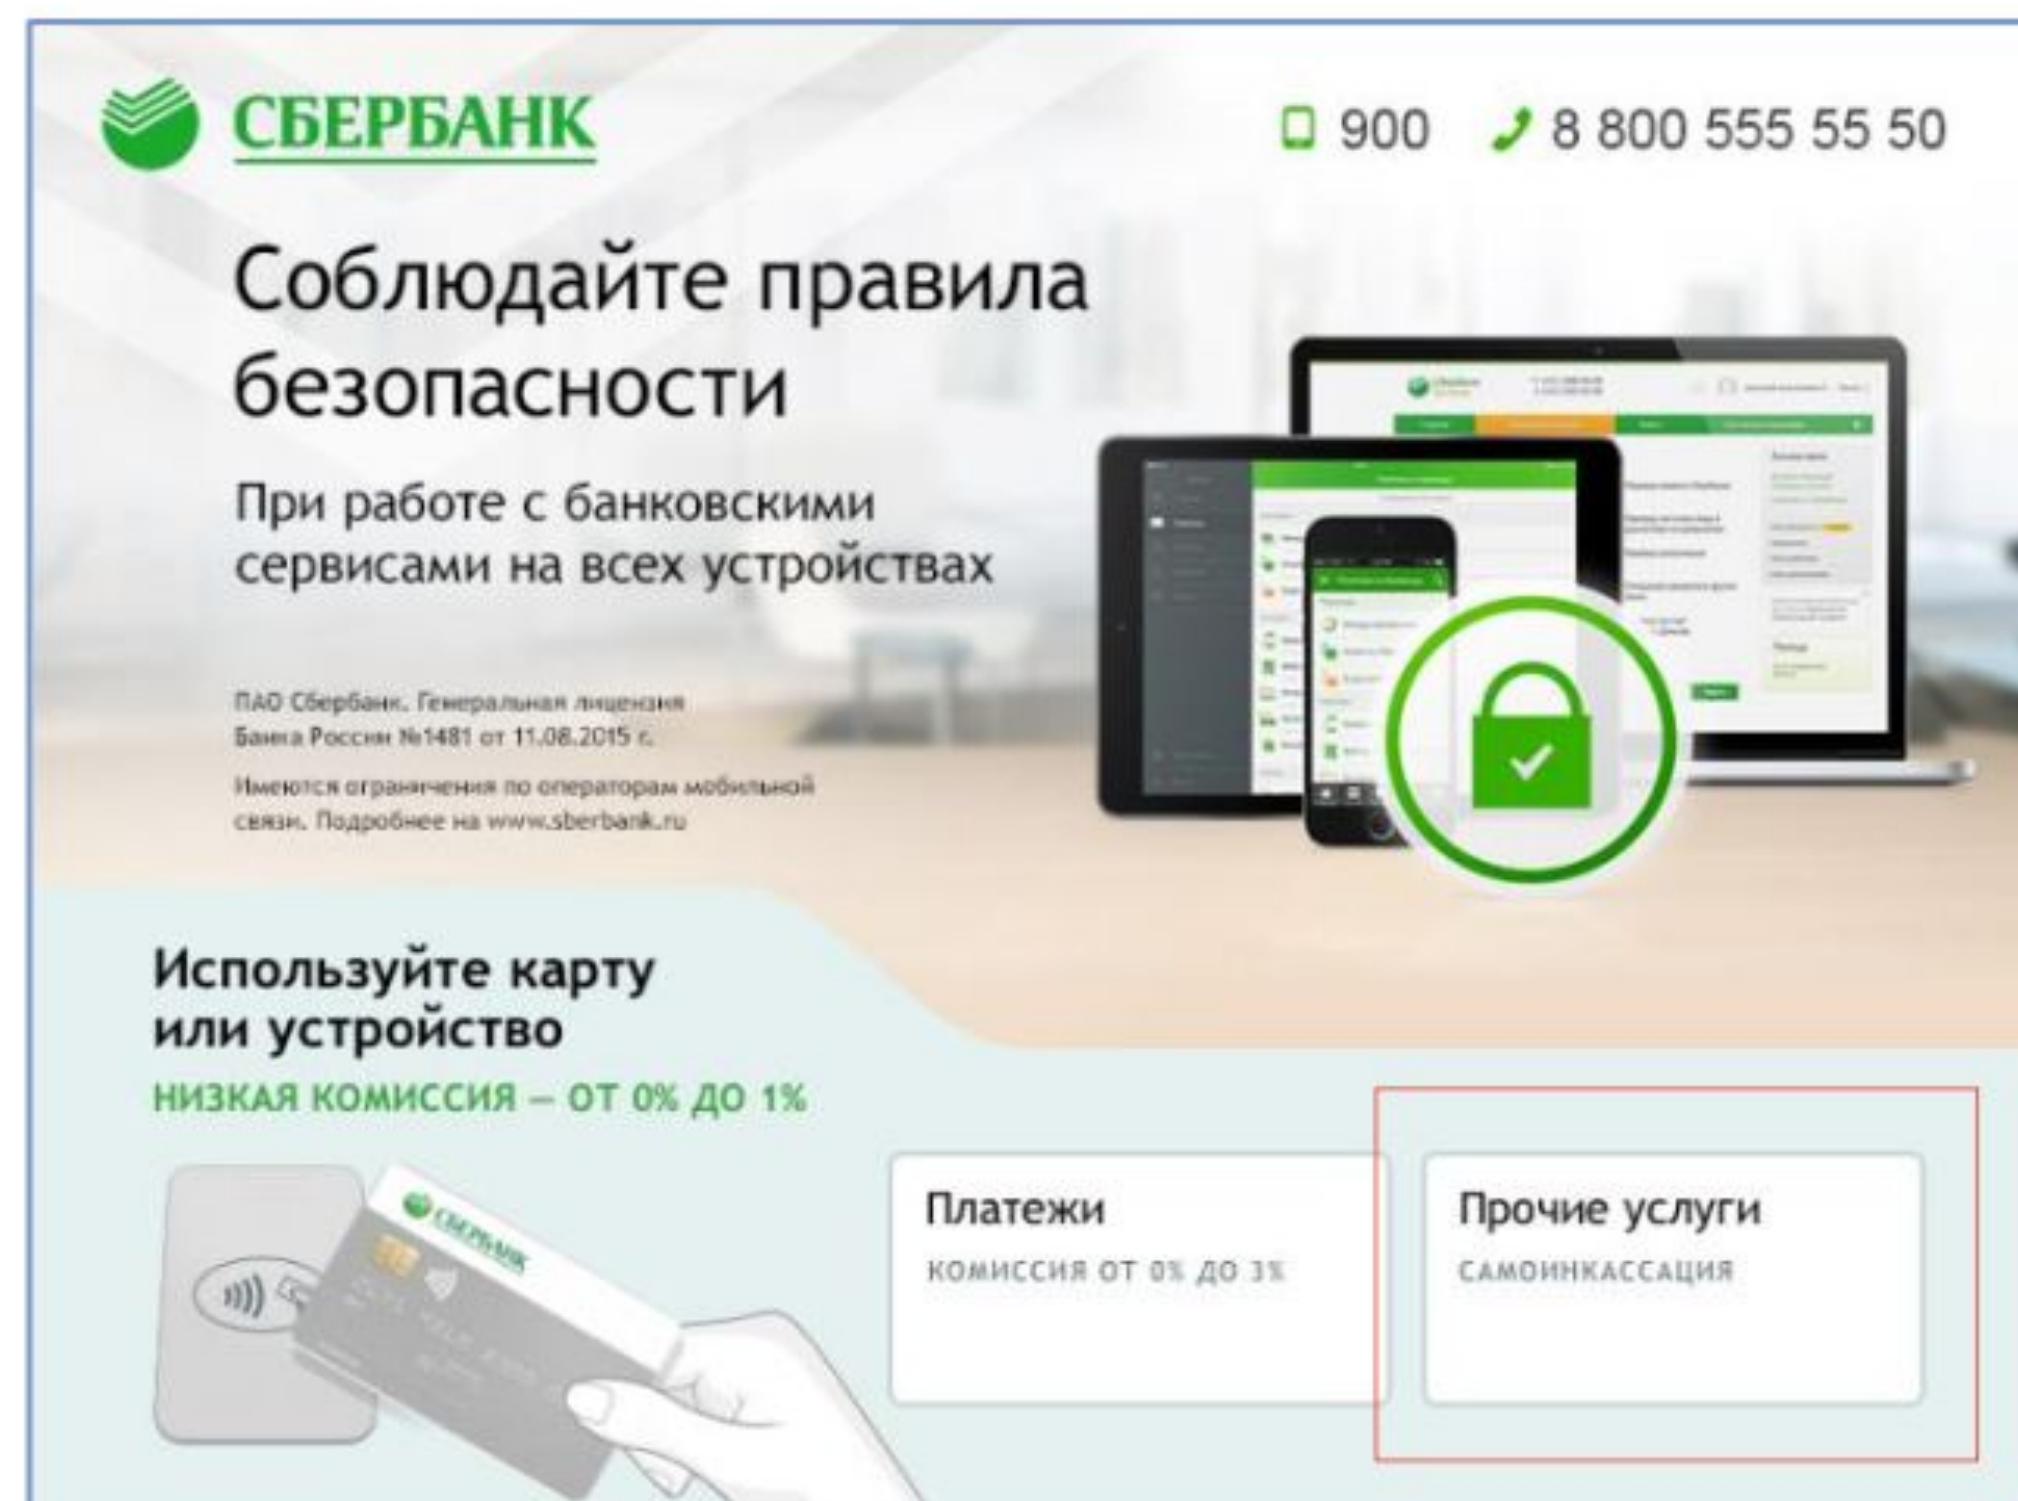 СБЕРБАНК
900
8 800 555 55 50
Соблюдайте правила
безопасности
При работе с банковскими
сервисами на всех устройствах
ПАО Сбербанк. Генеральная лицензия
Банка России №1481 от 11.08.2015 г.
Имеются ограничения по операторам мобильной
связи. Подробнее на www.sberbank.ru
Используйте карту
или устройство
НИЗКАЯ КОМИССИЯ — ОТ 0% ДО 1%
СБЕРБАНК
Платежи
КОМИССИЯ ОТ 0% ДО 3%
Прочие услуги
САМОИНКАССАЦИЯ